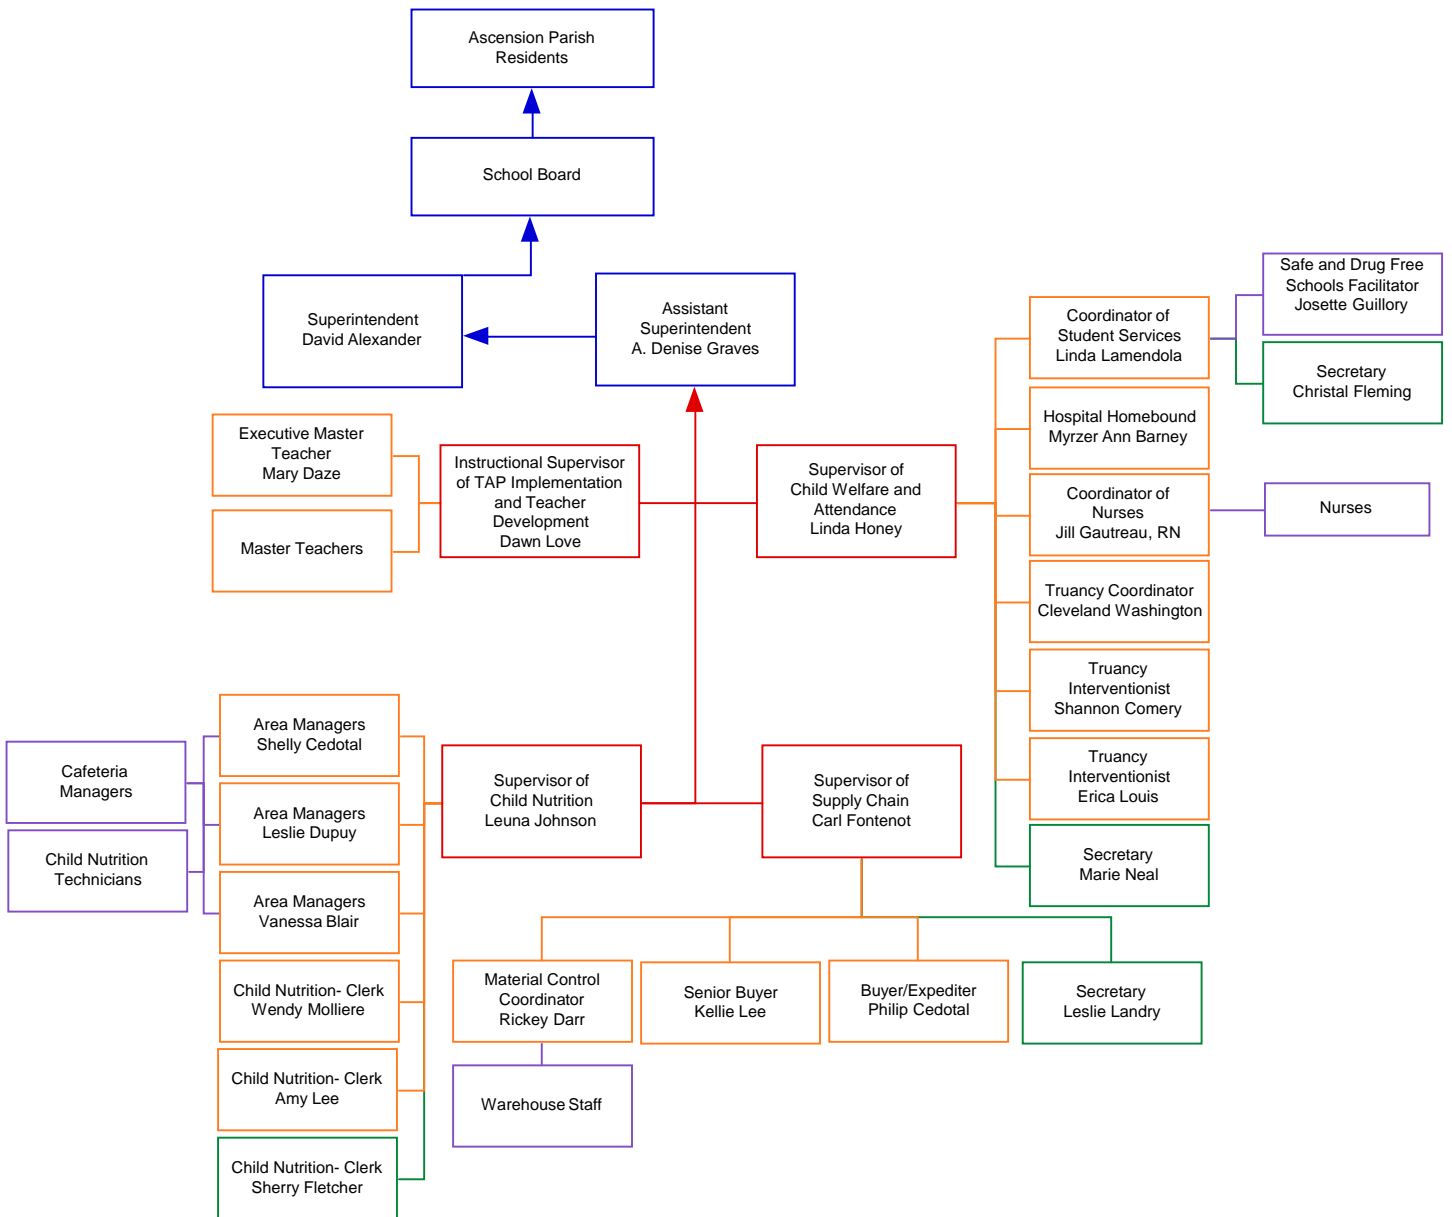 Ascension Parish
Residents
School Board
Superintendent
David Alexander
Assistant
Superintendent
A. Denise Graves
Safe and Drug Free
Schools Facilitator
Josette Guillory
Coordinator of
Student Services
Linda Lamendola
Secretary
Christal Fleming
Hospital Homebound
Myrzer Ann Barney
Executive Master
Teacher
Mary Daze
Instructional Supervisor
of TAP Implementation
and Teacher
Development
Dawn Love
Supervisor of
Child Welfare and
Attendance
Linda Honey
Coordinator of
Nurses
Jill Gautreau, RN
Nurses
Master Teachers
Truancy Coordinator
Cleveland Washington
Truancy
Interventionist
Shannon Comery
Truancy
Interventionist
Erica Louis
Secretary
Marie Neal
Area Managers
Shelly Cedotal
Cafeteria
Managers
Supervisor of
Child Nutrition
Leuna Johnson
Supervisor of
Supply Chain
Carl Fontenot
Area Managers
Leslie Dupuy
Child Nutrition
Technicians
Area Managers
Vanessa Blair
Child Nutrition- Clerk
Wendy Molliere
Material Control
Coordinator
Rickey Darr
Senior Buyer
Kellie Lee
Buyer/Expediter
Philip Cedotal
Secretary
Leslie Landry
Child Nutrition- Clerk
Amy Lee
Warehouse Staff
Child Nutrition- Clerk
Sherry Fletcher